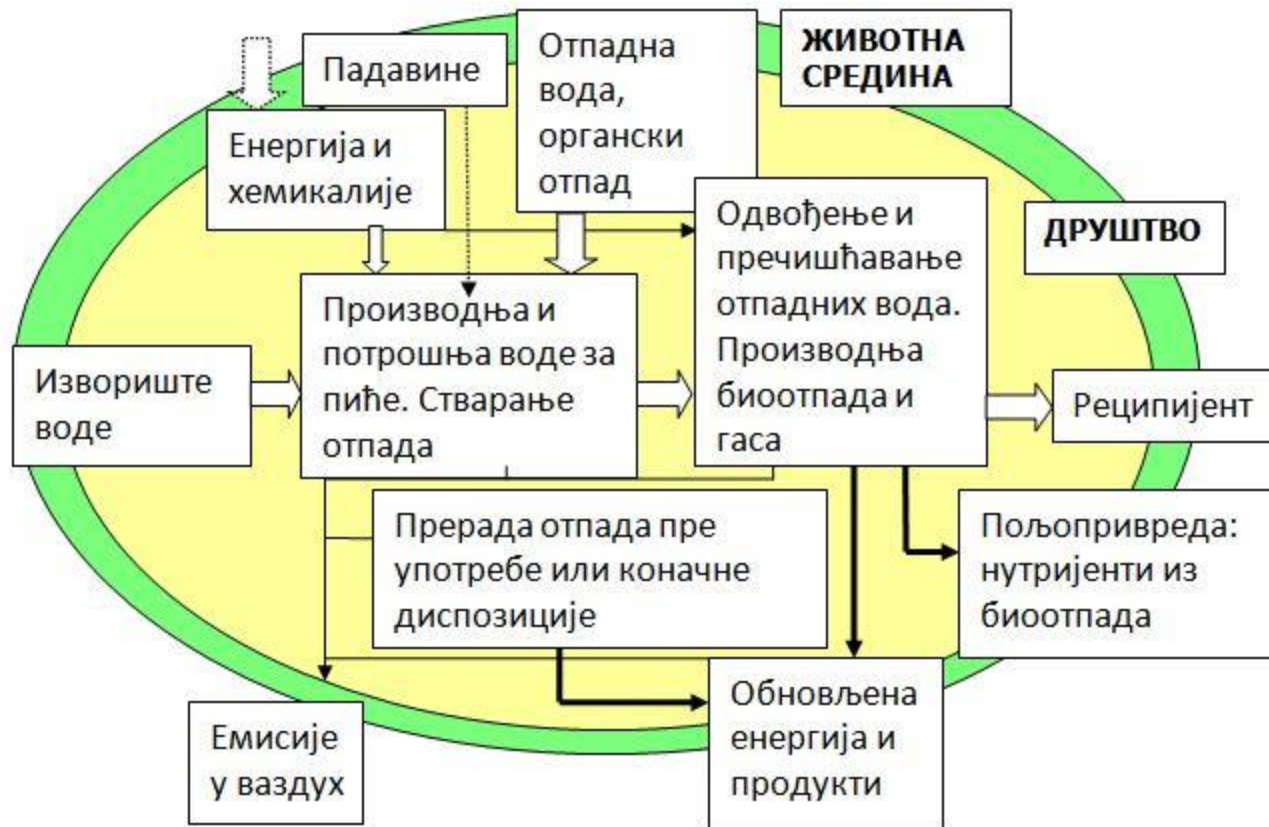 Падавине
Отпадна
вода,
органски
отпад
ЖИВОТНА
СРЕДИНА
Енергија и
хемикалије
Одвођење и
пречишћавање
отпадних вода.
Производња
биоотпада и
гаса
ДРУШТВО
Производња и
потрошња воде за
пиће. Стварање
отпада
Извориште
воде
Реципијент
Прерада отпада пре
употребе или коначне
диспозиције
Пољопривреда:
нутријенти из
биоотпада
Обновљена
енергија и
продукти
Емисије
у ваздух